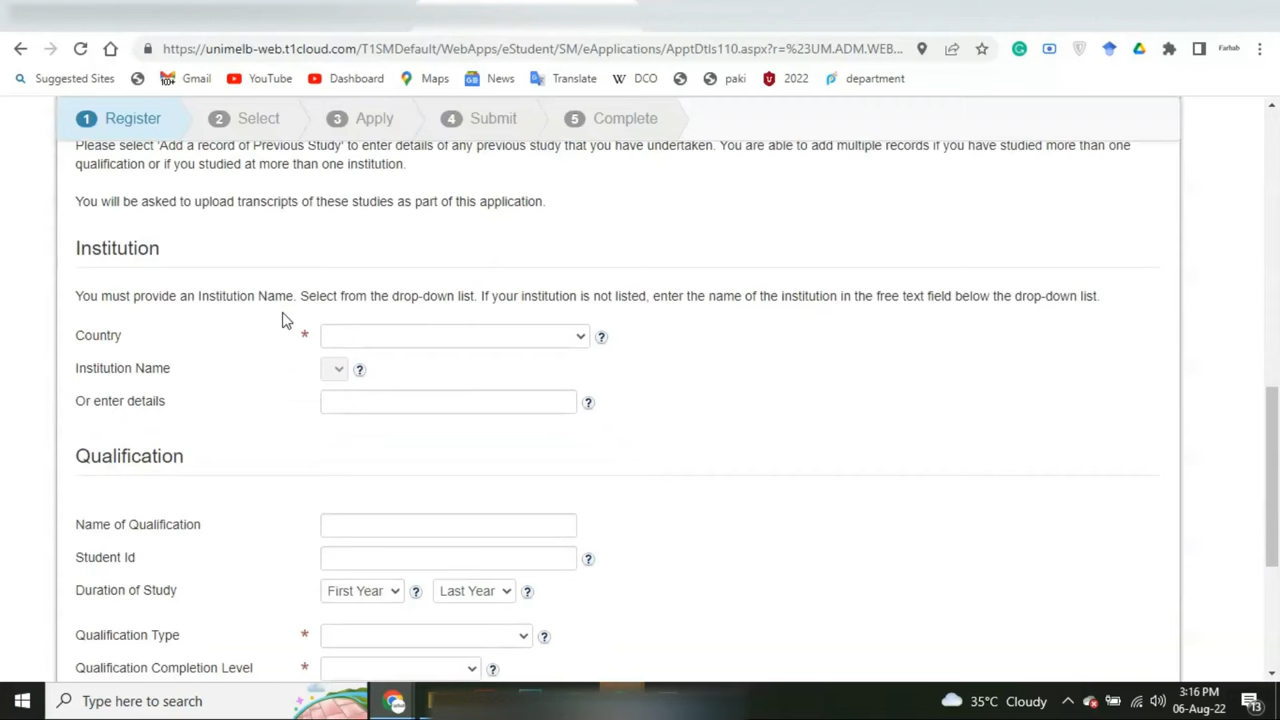 https://unimelb-web.t1cloud.com/T1SMDefault/WebApps/eStudent/SM/eApplications/ApptDtls110.aspx?r=%23UM.ADM.WEB...
Farhab
Suggested Sites
100+ Gmail
YouTube
Dashboard
Maps
News
Translate
W DCO
paki
2022
department
1 Register
2 Select
3 Apply
4 Submit
5 Complete
Please select 'Add a record of Previous Study' to enter details of any previous study that you have undertaken. You are able to add multiple records if you have studied more than one
qualification or if you studied at more than one institution.
You will be asked to upload transcripts of these studies as part of this application.
Institution
You must provide an Institution Name. Select from the drop-down list. If your institution is not listed, enter the name of the institution in the free text field below the drop-down list.
Country * ?
Institution Name ?
Or enter details ?
Qualification
Name of Qualification
Student Id ?
Duration of Study First Year ? Last Year ?
Qualification Type * ?
Qualification Completion Level * ?
Type here to search
35°C Cloudy
3:16 PM
06-Aug-22
13